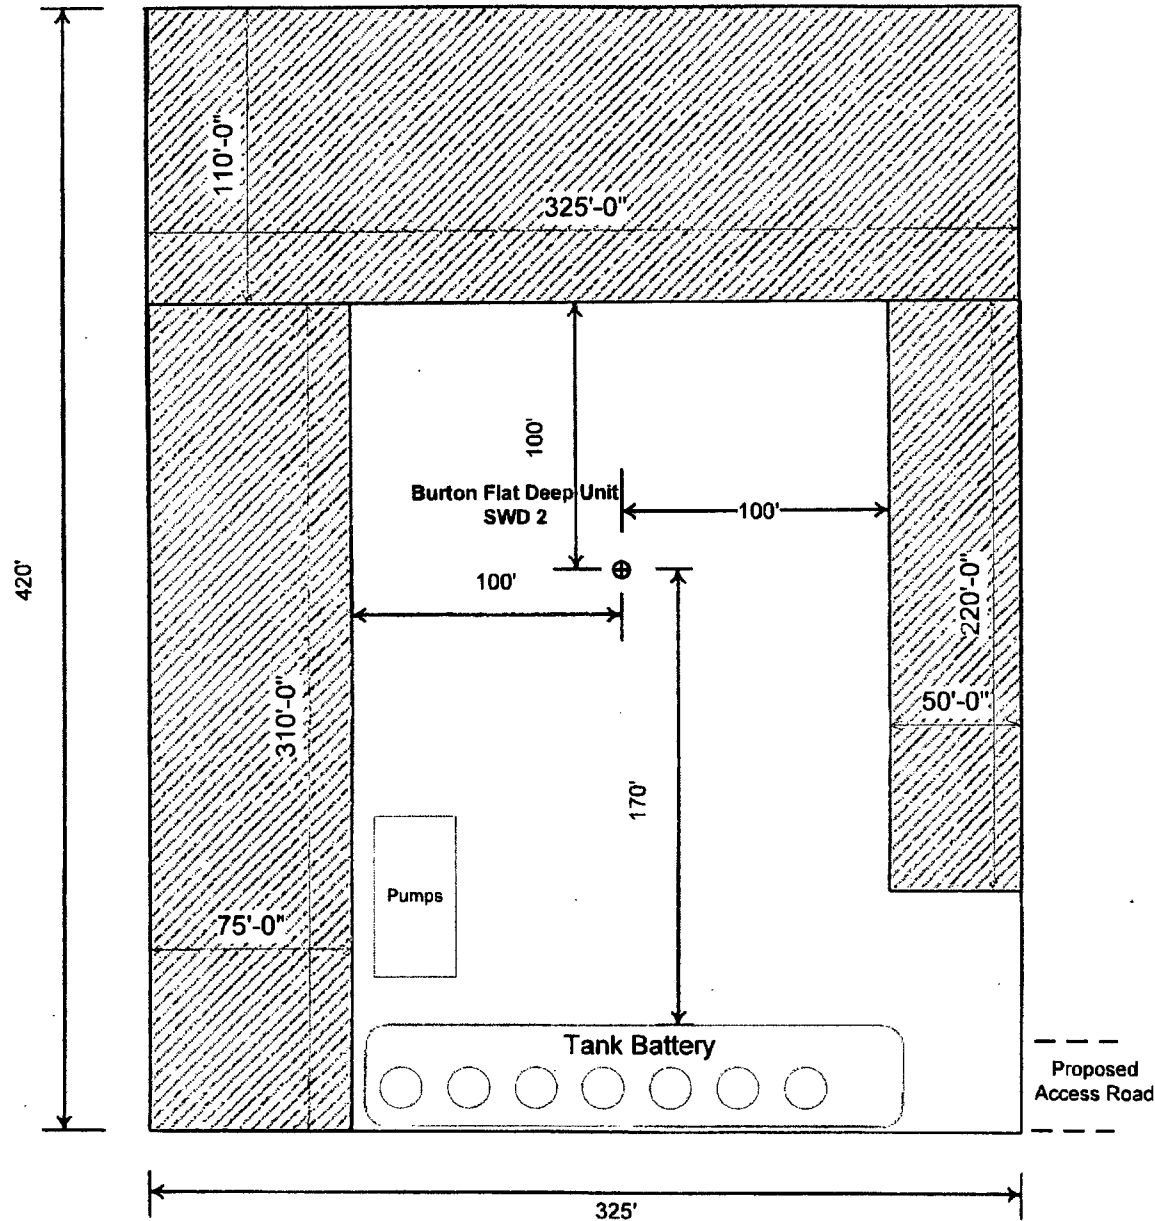 110'-0"
325'-0"
100'
Burton Flat Deep Unit
SWD 2
100'
100'
420'
220'-0"
50'-0"
310'-0"
170'
Pumps
75'-0"
Tank Battery
Proposed
Access Road
325'